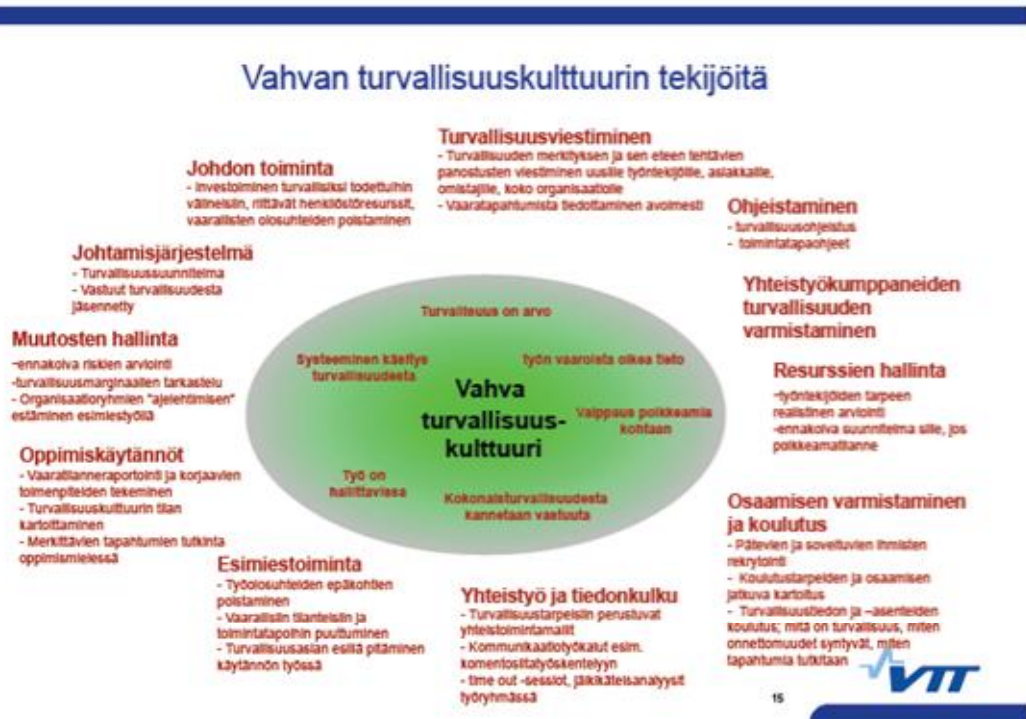 Vahvan turvallisuuskulttuurin tekijöitä
Turvallisuusviestiminen
- Turvallisuuden merkityksen ja sen eteen tehtävien
panostusten viestiminen uusille työntekijöille, asiakkaille,
omistajille, koko organisaatiolle
- Vaaratapahtumista tiedottaminen avoimesti
Johdon toiminta
- Investoiminen turvallisiksi todettuihin
välineisiin, riittävät henkilöstöresurssit,
vaarallisten olosuhteiden poistaminen
Ohjeistaminen
- turvallisuusohjeistus
- toimintatapaohjeet
Johtamisjärjestelmä
- Turvallisuussuunnitelma
- Vastuut turvallisuudesta
jäsennetty
Yhteistyökumppaneiden
turvallisuuden
varmistaminen
Muutosten hallinta
-ennakoiva riskien arviointi
-turvallisuusmarginaalien tarkastelu
- Organisaatioryhmien "ajelehtimisen"
estäminen esimiestyöllä
Resurssien hallinta
-työntekijöiden tarpeen
realistinen arviointi
-ennakoiva suunnitelma sille, jos
poikkeamatilanne
Turvallisuus on arvo
Systeeminen käsitys
turvallisuudesta
työn vaaroista oikea tieto
Vahva
turvallisuus-
kulttuuri
Valppaus poikkeamia
kohtaan
Työ on
hallittavissa
Kokonaisturvallisuudesta
kannetaan vastuuta
Oppimiskäytännöt
- Vaaratilanneraportointi ja korjaavien
toimenpiteiden tekeminen
- Turvallisuuskulttuurin tilan
kartoittaminen
- Merkittävien tapahtumien tutkinta
oppimismielessä
Osaamisen varmistaminen
ja koulutus
- Pätevien ja soveltuvien ihmisten
rekrytointi
- Koulutustarpeiden ja osaamisen
jatkuva kartoitus
- Turvallisuustiedon ja –asenteiden
koulutus; mitä on turvallisuus, miten
onnettomuudet syntyvät, miten
tapahtumia tutkitaan
Esimiestoiminta
- Työolosuhteiden epäkohtien
poistaminen
- Vaarallisiin tilanteisiin ja
toimintatapoihin puuttuminen
- Turvallisuusasian esillä pitäminen
käytännön työssä
Yhteistyö ja tiedonkulku
- Turvallisuustarpeisiin perustuvat
yhteistoimintamallit
- Kommunikaatiotyökalut esim.
komentosiltatyöskentelyyn
- time out -sessiot, jälkikäteisanalyysit
työryhmässä
15
VTT